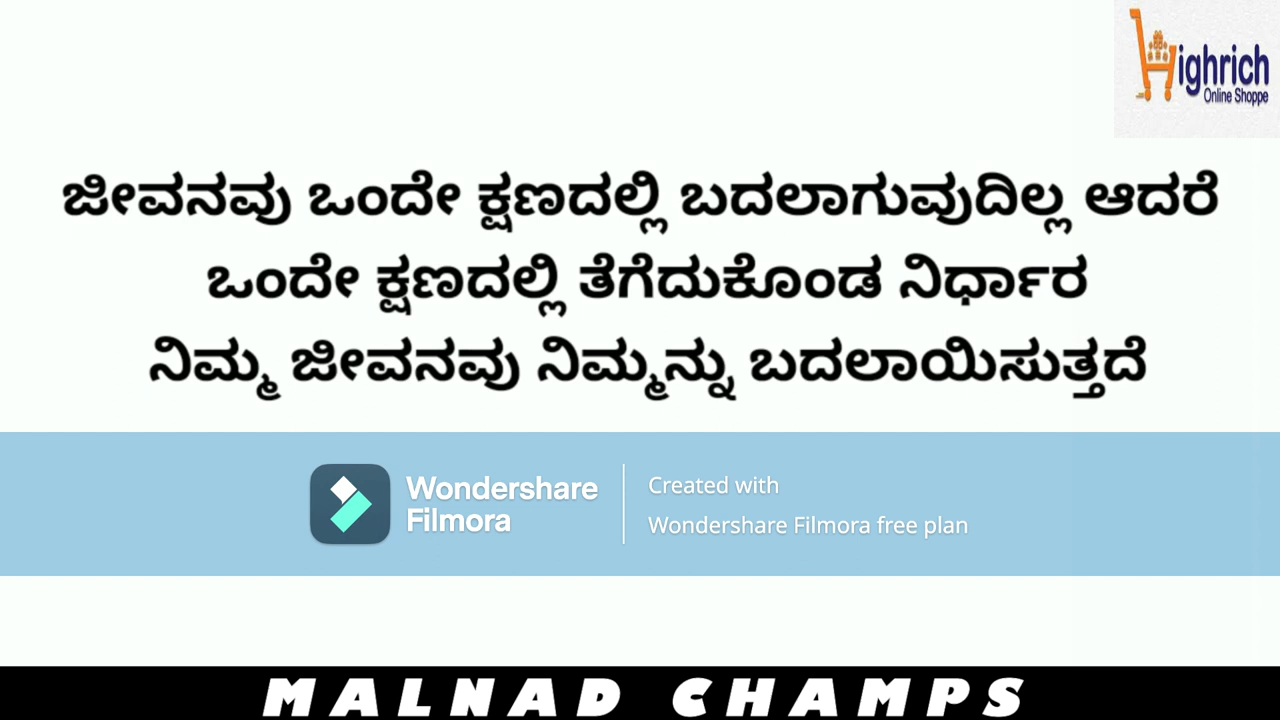 Highrich
Online Shoppe
ಜೀವನವು ಒಂದೇ ಕ್ಷಣದಲ್ಲಿ ಬದಲಾಗುವುದಿಲ್ಲ ಆದರೆ
ಒಂದೇ ಕ್ಷಣದಲ್ಲಿ ತೆಗೆದುಕೊಂಡ ನಿರ್ಧಾರ
ನಿಮ್ಮ ಜೀವನವು ನಿಮ್ಮನ್ನು ಬದಲಾಯಿಸುತ್ತದೆ
Wondershare
Filmora
Created with
Wondershare Filmora free plan
MALNAD CHAMPS